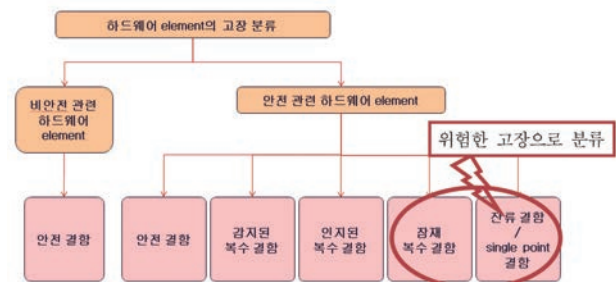 하드웨어 element의 고장 분류
비안전 관련
하드웨어
element
안전 관련 하드웨어 element
위험한 고장으로 분류
안전 결함
안전 결함
감지된
복수 결함
인지된
복수 결함
잠재
복수 결함
잔류 결함
/
single point
결함